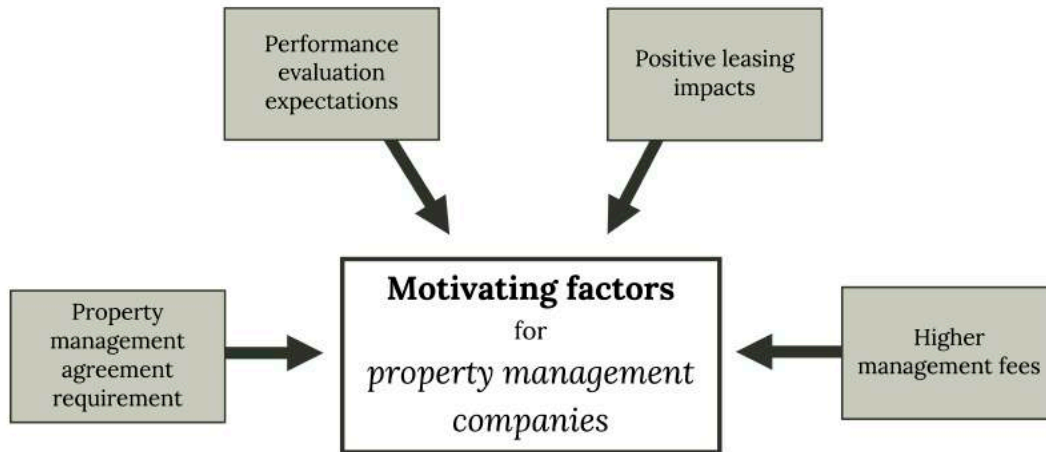 Performance
evaluation
expectations
Positive leasing
impacts
Property
management
agreement
requirement
Motivating factors
for
property management
companies
Higher
management fees